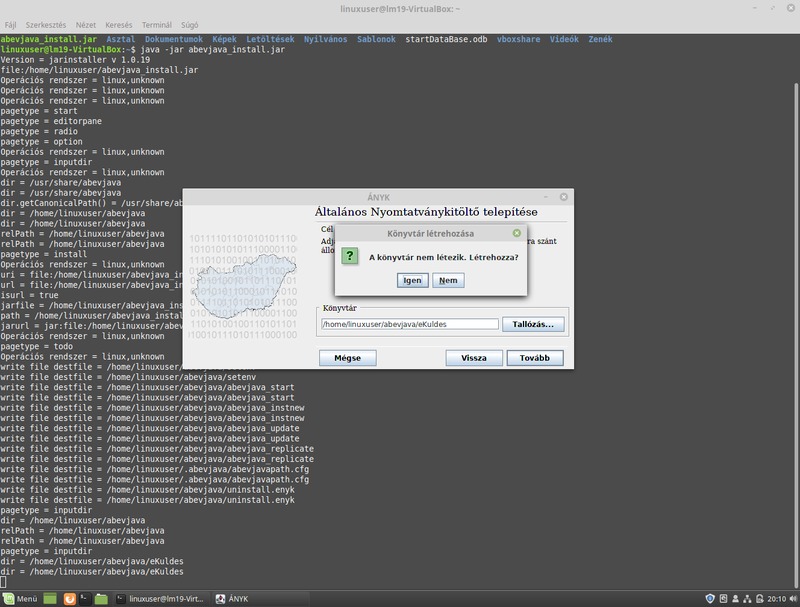 linuxuser@lm19-VirtualBox: ~
Fájl Szerkesztés Nézet Keresés Terminál Súgó
abevjava_install.jar Asztal Dokumentumok Képek Letöltések Nyilvános Sablonok startDataBase.odb vboxshare Videók Zenék
linuxuser@lm19-VirtualBox:~$ java -jar abevjava_install.jar
Version = jarinstaller v 1.0.19
file:/home/linuxuser/abevjava_install.jar
Operációs rendszer = linux,unknown
Operációs rendszer = linux,unknown
Operációs rendszer = linux,unknown
pagetype = start
pagetype = editorpane
pagetype = radio
pagetype = option
Operációs rendszer = linux,unknown
pagetype = inputdir
Operációs rendszer = linux,unknown
dir = /usr/share/abevjava
dir = /usr/share/abevjava
dir.getCanonicalPath() = /usr/share/ab
dir = /home/linuxuser/abevjava
dir = /home/linuxuser/abevjava
relPath = /home/linuxuser/abevjava
relPath = /home/linuxuser/abevjava
pagetype = install
Operációs rendszer = linux,unknown
uri = file:/home/linuxuser/abevjava_in
url = file:/home/linuxuser/abevjava_in
isurl = true
jarfile = /home/linuxuser/abevjava_ins
path = /home/linuxuser/abevjava_instal
jarurl = jar:file:/home/linuxuser/abev
Operációs rendszer = linux,unknown
pagetype = todo
Operációs rendszer = linux,unknown
write file destfile = /home/linuxuser/abevjava/
write file destfile = /home/linuxuser/abevjava/setenv
write file destfile = /home/linuxuser/abevjava/abevjava_start
write file destfile = /home/linuxuser/abevjava/abevjava_start
write file destfile = /home/linuxuser/abevjava/abevjava_instnew
write file destfile = /home/linuxuser/abevjava/abevjava_instnew
write file destfile = /home/linuxuser/abevjava/abevjava_update
write file destfile = /home/linuxuser/abevjava/abevjava_update
write file destfile = /home/linuxuser/abevjava/abevjava_replicate
write file destfile = /home/linuxuser/abevjava/abevjava_replicate
write file destfile = /home/linuxuser/.abevjava/abevjavapath.cfg
write file destfile = /home/linuxuser/.abevjava/abevjavapath.cfg
write file destfile = /home/linuxuser/abevjava/uninstall.enyk
write file destfile = /home/linuxuser/abevjava/uninstall.enyk
pagetype = inputdir
dir = /home/linuxuser/abevjava
relPath = /home/linuxuser/abevjava
relPath = /home/linuxuser/abevjava
pagetype = inputdir
dir = /home/linuxuser/abevjava/eKuldes
dir = /home/linuxuser/abevjava/eKuldes
ÁNYK
Általános Nyomtatványkitöltő telepítése
Cél
Adja
ra szánt
állo
Könyvtár létrehozása
A könyvtár nem létezik. Létrehozza?
Igen Nem
Könyvtár
/home/linuxuser/abevjava/eKuldes Tallózás...
Mégse Vissza Tovább
Menü linuxuser@lm19-Virt... ÁNYK 20:10